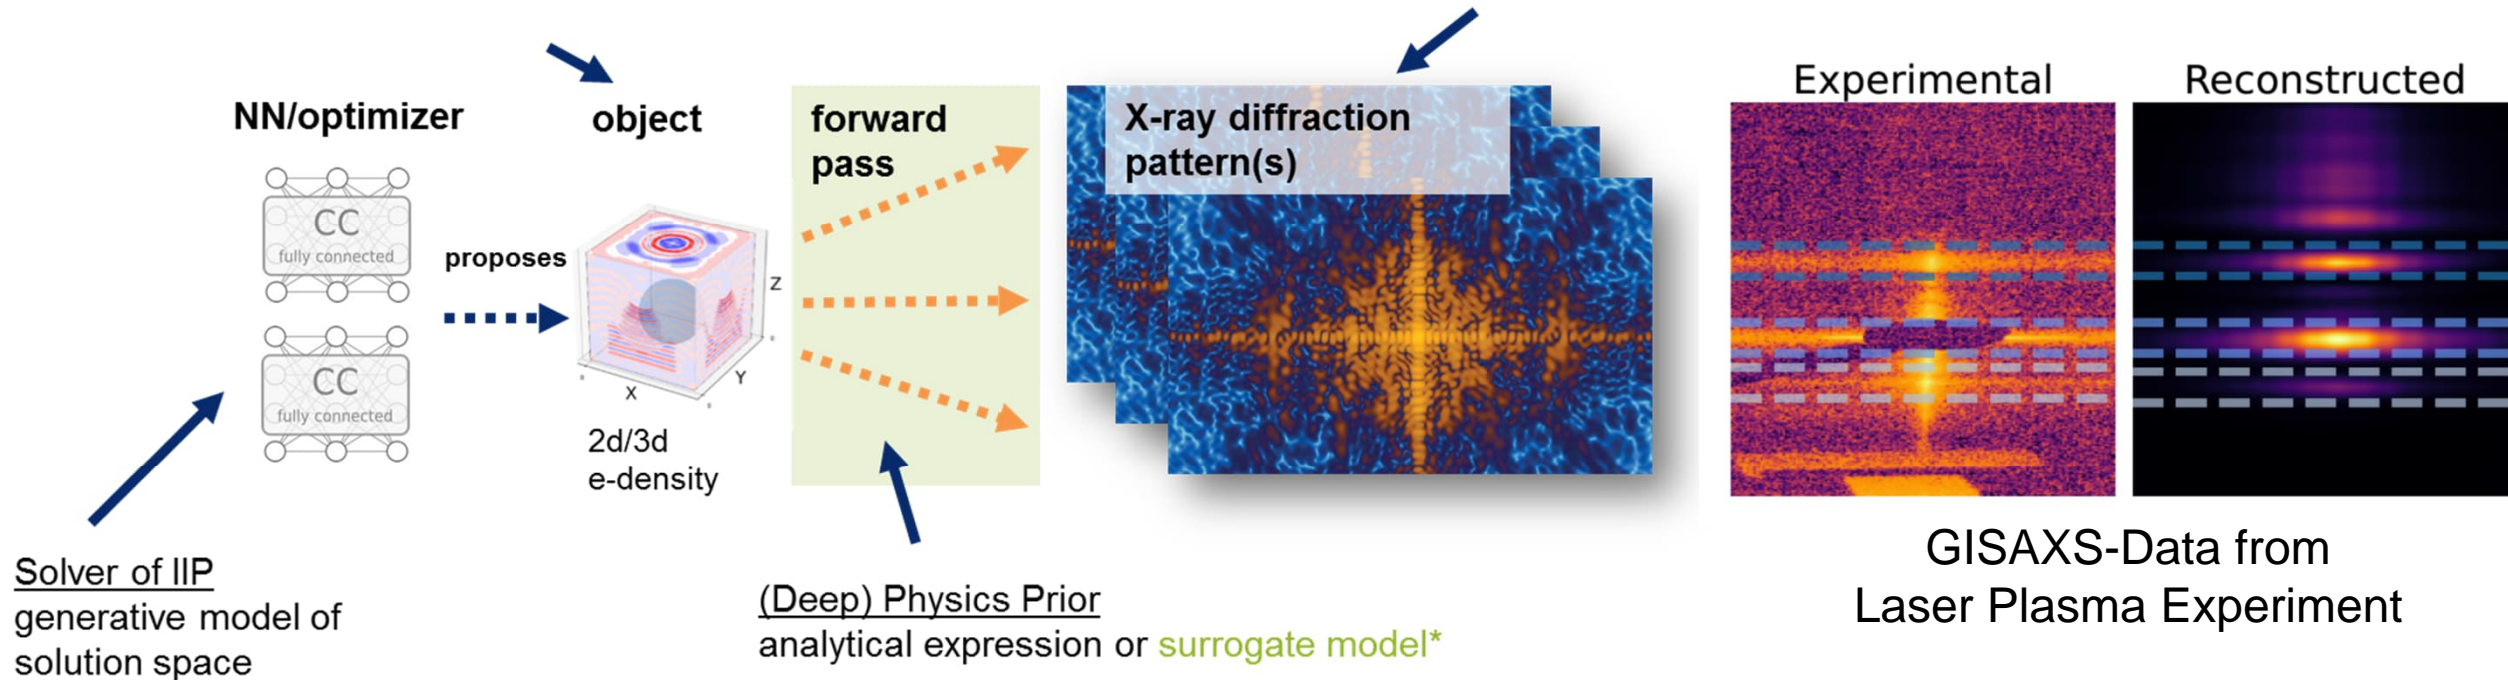 NN/optimizer
CC
fully connected
CC
fully connected
proposes
object
Z
Y
X
2d/3d
e-density
forward
pass
X-ray diffraction
pattern(s)
Experimental
Reconstructed
Solver of IIP
generative model of
solution space
(Deep) Physics Prior
analytical expression or surrogate model*
GISAXS-Data from
Laser Plasma Experiment